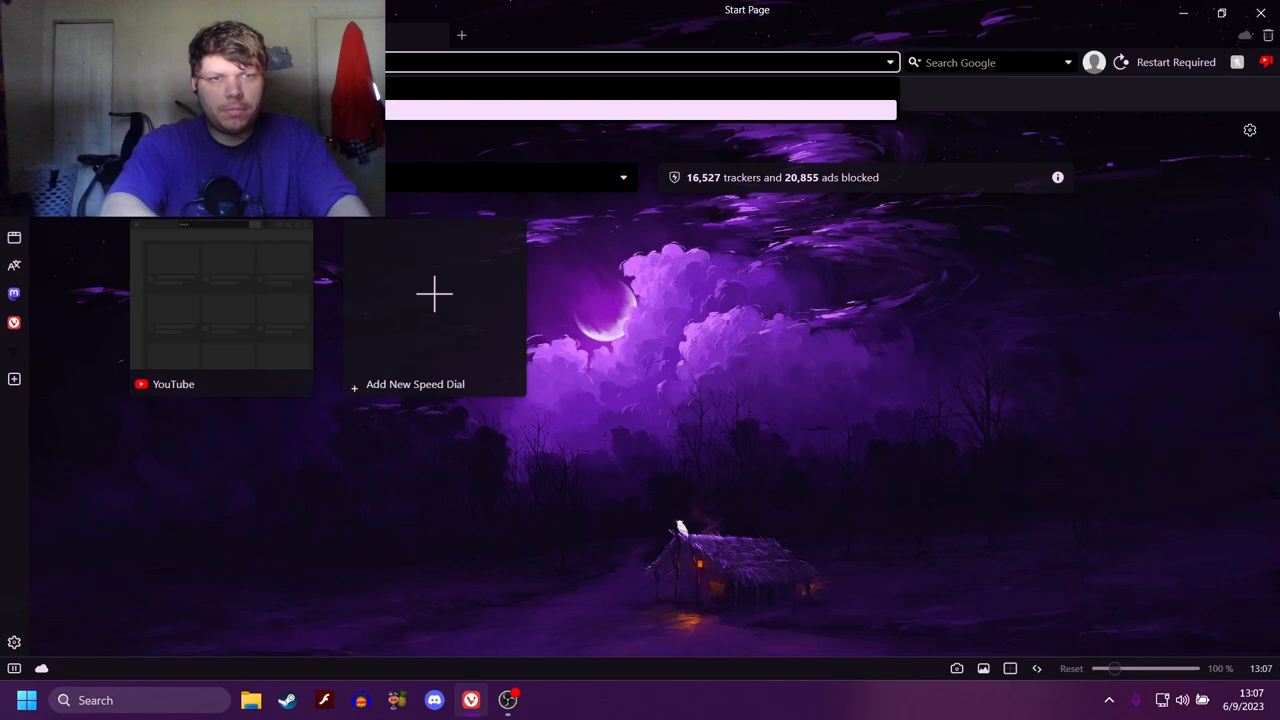 Start Page
Search Google
Restart Required
16,527 trackers and 20,855 ads blocked
YouTube
Add New Speed Dial
Reset
100 %
13:07
Search
13:07
6/9/2023